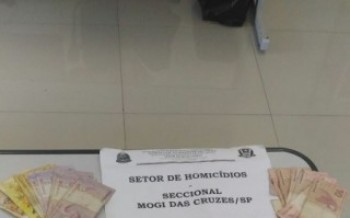 SETOR DE HOMICÍDIOS
-
SECCIONAL
MOGI DAS CRUZES/SP